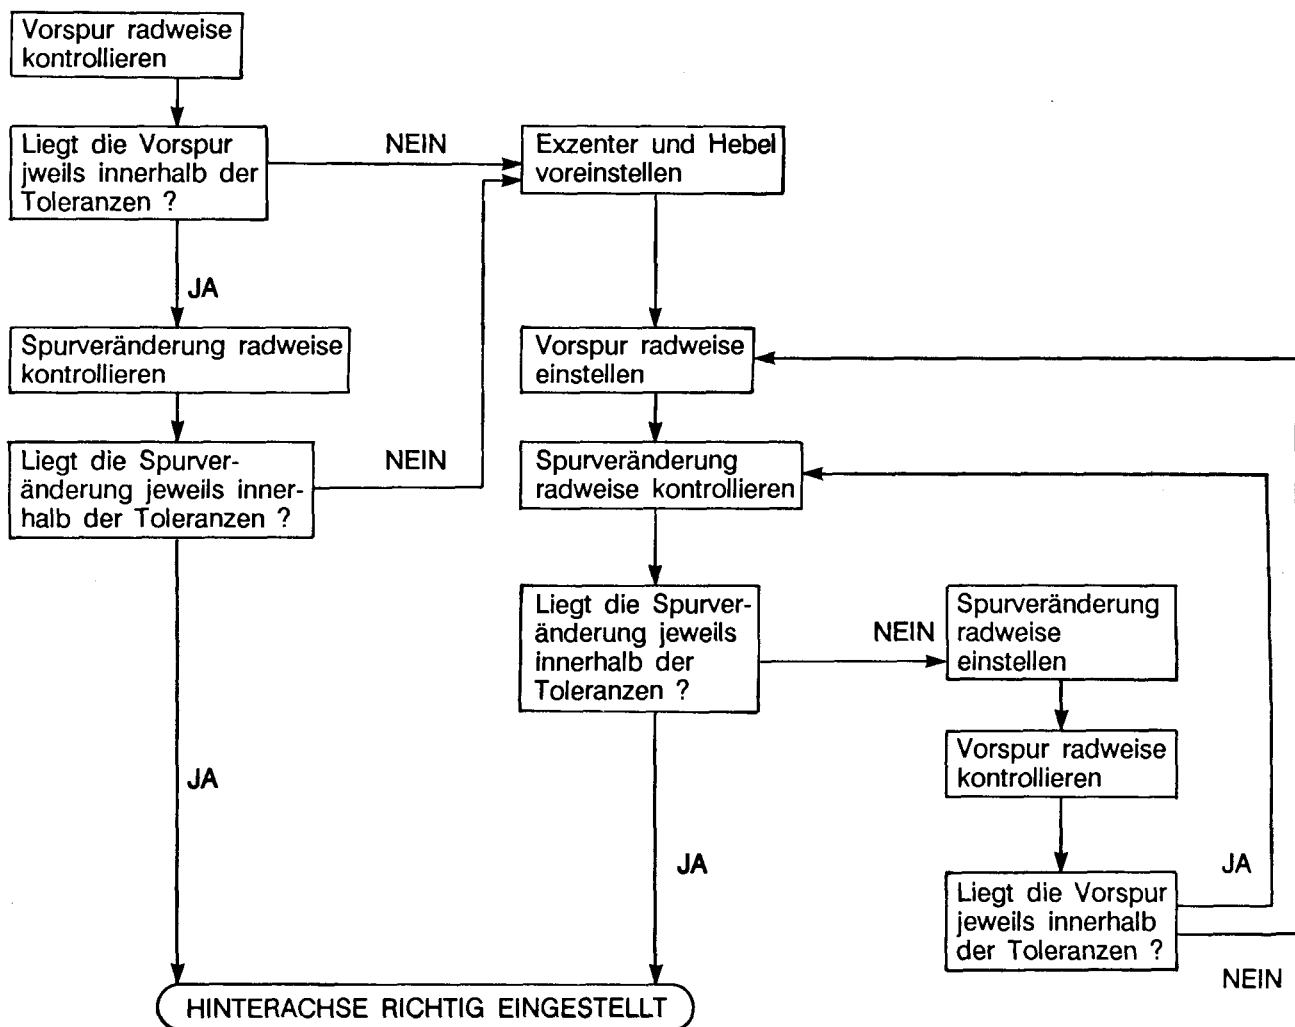 Vorspur radweise
kontrollieren
Liegt die Vorspur
jweils innerhalb der
Toleranzen ?
NEIN
Exzenter und Hebel
voreinstellen
JA
Spurveränderung radweise
kontrollieren
Vorspur radweise
einstellen
Liegt die Spurver-
änderung jeweils inner-
halb der Toleranzen ?
NEIN
Spurveränderung
radweise kontrollieren
Liegt die Spurver-
änderung jeweils
innerhalb der
Toleranzen ?
NEIN
Spurveränderung
radweise
einstellen
Vorspur radweise
kontrollieren
JA
JA
JA
Liegt die Vorspur
jeweils innerhalb
der Toleranzen ?
NEIN
HINTERACHSE RICHTIG EINGESTELLT